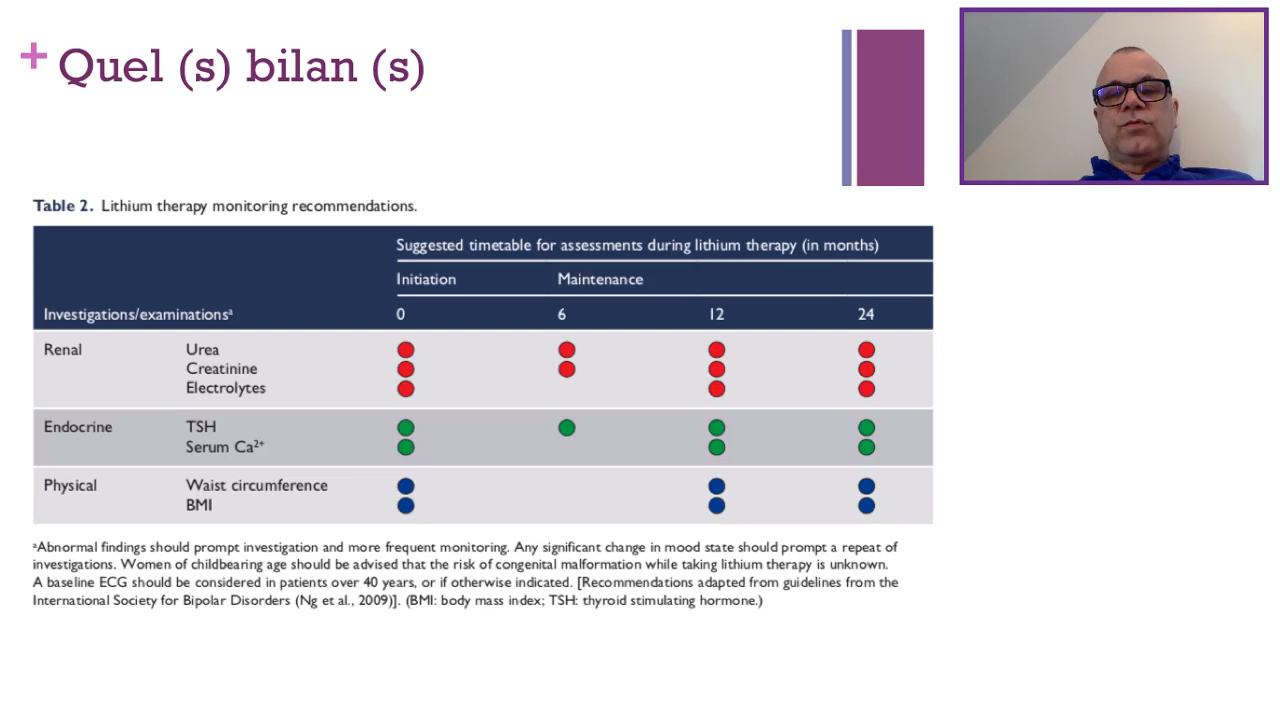 + Quel (s) bilan (s)
Table 2. Lithium therapy monitoring recommendations.
Suggested timetable for assessments during lithium therapy (in months)
Initiation Maintenance
Investigations/examinationsᵃ 0 6 12 24
Renal Urea
Creatinine
Electrolytes
Endocrine TSH
Serum Ca²⁺
Physical Waist circumference
BMI
ᵃAbnormal findings should prompt investigation and more frequent monitoring. Any significant change in mood state should prompt a repeat of
investigations. Women of childbearing age should be advised that the risk of congenital malformation while taking lithium therapy is unknown.
A baseline ECG should be considered in patients over 40 years, or if otherwise indicated. [Recommendations adapted from guidelines from the
International Society for Bipolar Disorders (Ng et al., 2009)]. (BMI: body mass index; TSH: thyroid stimulating hormone.)